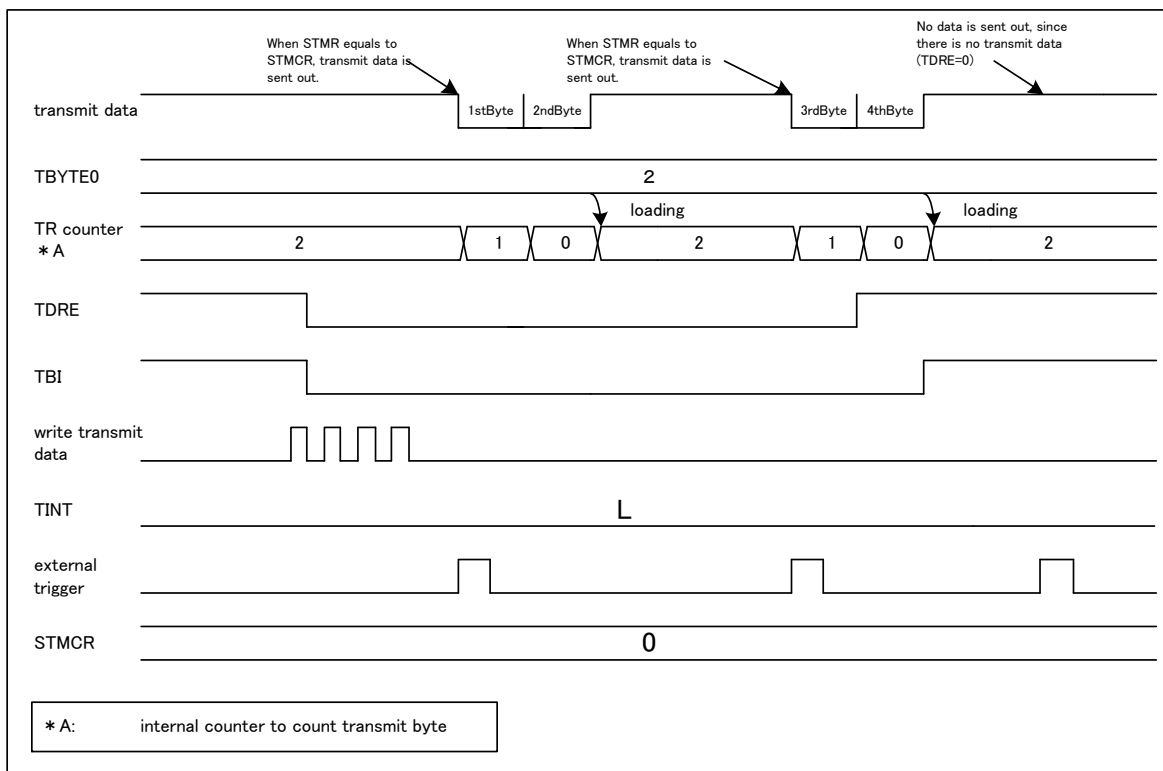 When STMR equals to
STMCR, transmit data is
sent out.
When STMR equals to
STMCR, transmit data is
sent out.
No data is sent out, since
there is no transmit data
(TDRE=0)
transmit data
1stByte
2ndByte
3rdByte
4thByte
TBYTE0
2
loading
loading
TR counter
*A
2
1
0
2
1
0
2
TDRE
TBI
write transmit
data
TINT
L
external
trigger
STMCR
0
*A: internal counter to count transmit byte